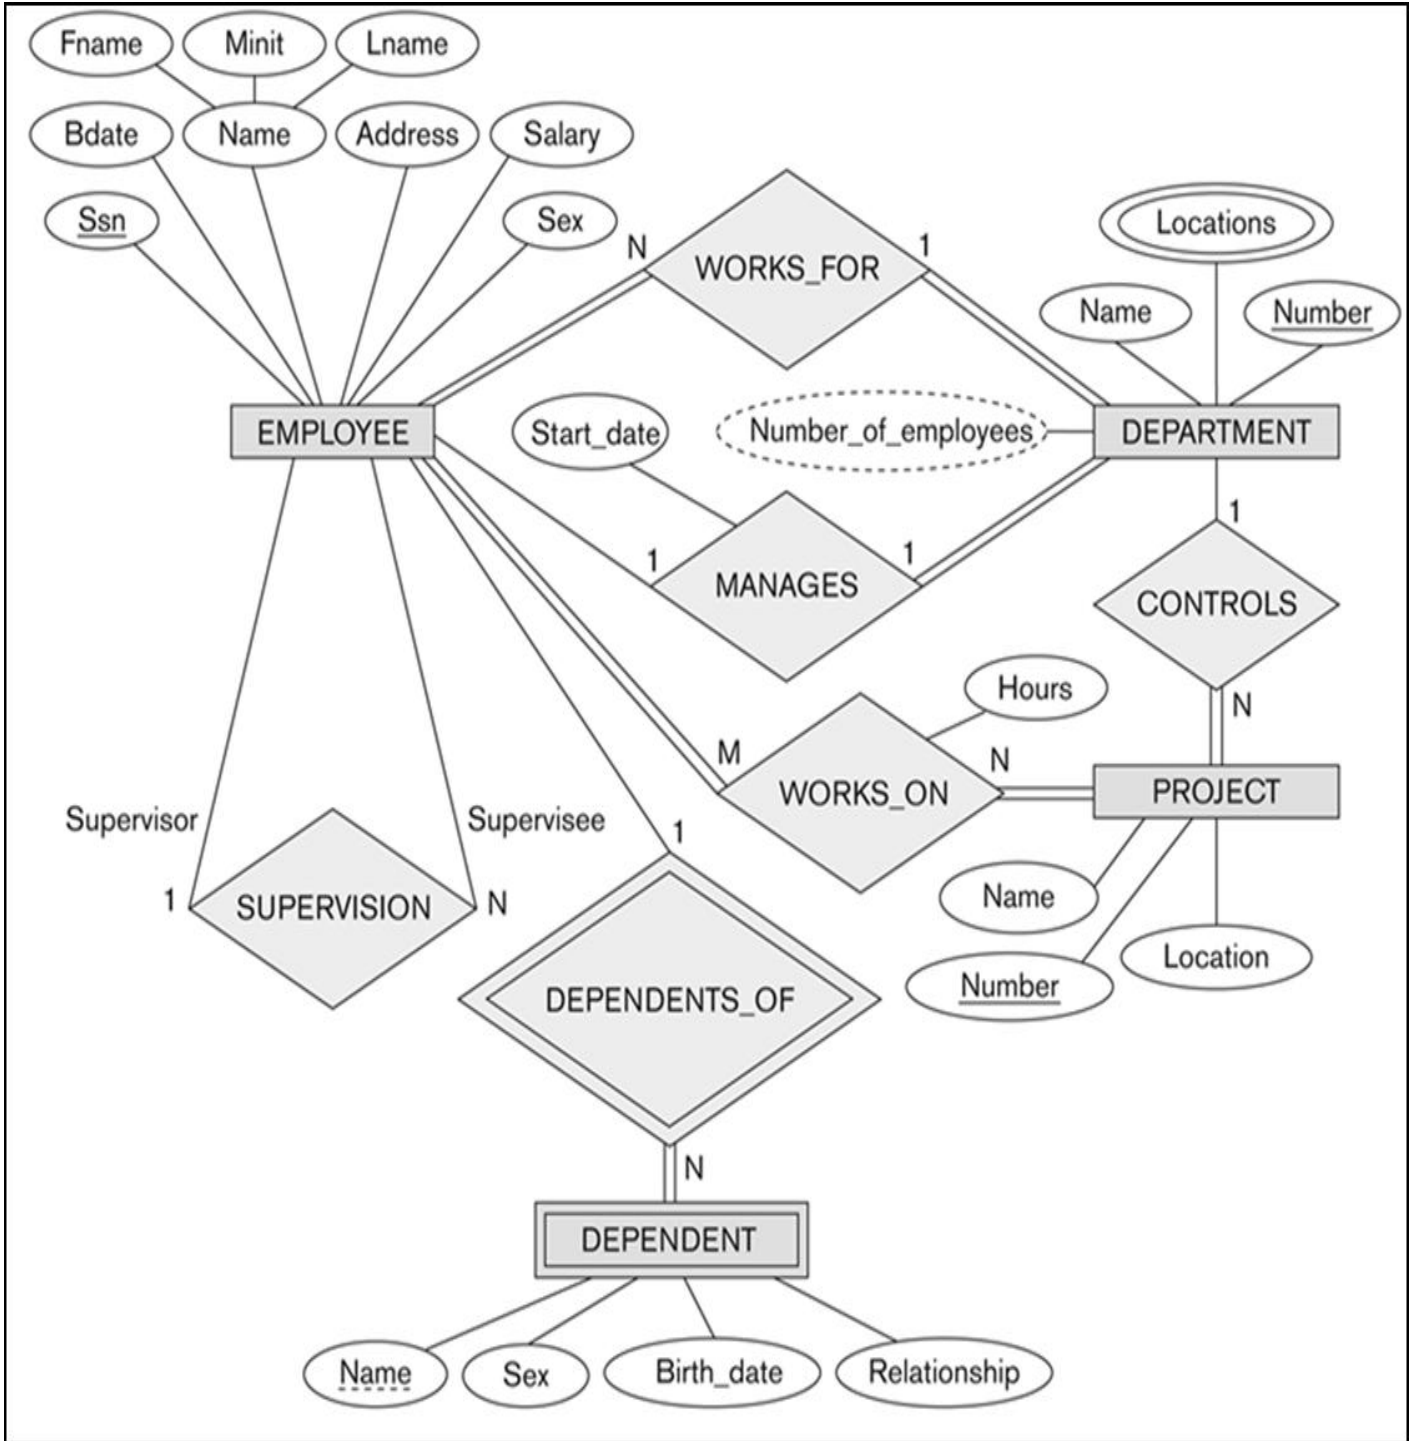 Fname
Minit
Lname
Bdate
Name
Address
Salary
Ssn
Sex
N
WORKS_FOR
1
Locations
Name
Number
EMPLOYEE
Start_date
Number_of_employees
DEPARTMENT
1
MANAGES
1
1
CONTROLS
N
Hours
M
WORKS_ON
N
PROJECT
Supervisor
Supervisee
1
1
SUPERVISION
N
Name
Number
Location
DEPENDENTS_OF
N
DEPENDENT
Name
Sex
Birth_date
Relationship